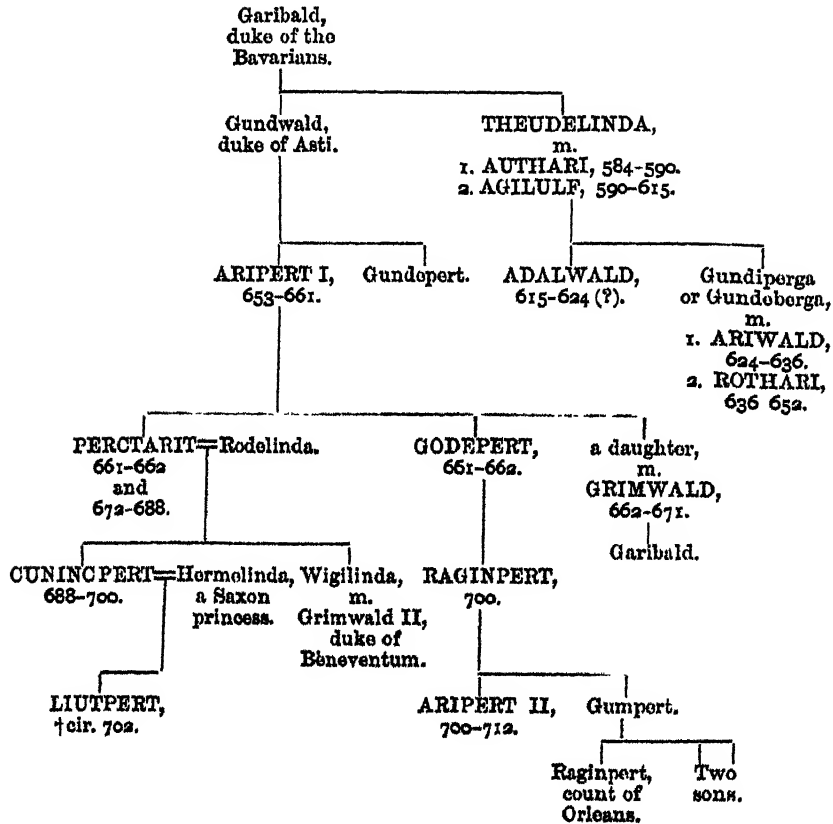 Garibald,
duke of the
Bavarians.
Gundwald,
duke of Asti.
THEUDELINDA,
m.
1. AUTHARI, 584-590.
2. AGILULF, 590-615.
ARIPERT I,
653-661.
Gundepert.
ADALWALD,
615-624 (?).
Gundiperga
or Gundeberga,
m.
1. ARIWALD,
624-636.
2. ROTHARI,
636 652.
PERCTARIT=Rodelinda.
661-662
and
672-688.
GODEPERT,
661-662.
a daughter,
m.
GRIMWALD,
662-671.
Garibald.
CUNINCPERT=Hermelinda,
688-700.
a Saxon
princess.
Wigilinda,
m.
Grimwald II,
duke of
Beneventum.
RAGINPERT,
700.
LIUTPERT,
†cir. 702.
ARIPERT II,
700-712.
Gumpert.
Raginpert,
count of
Orleans.
Two
sons.